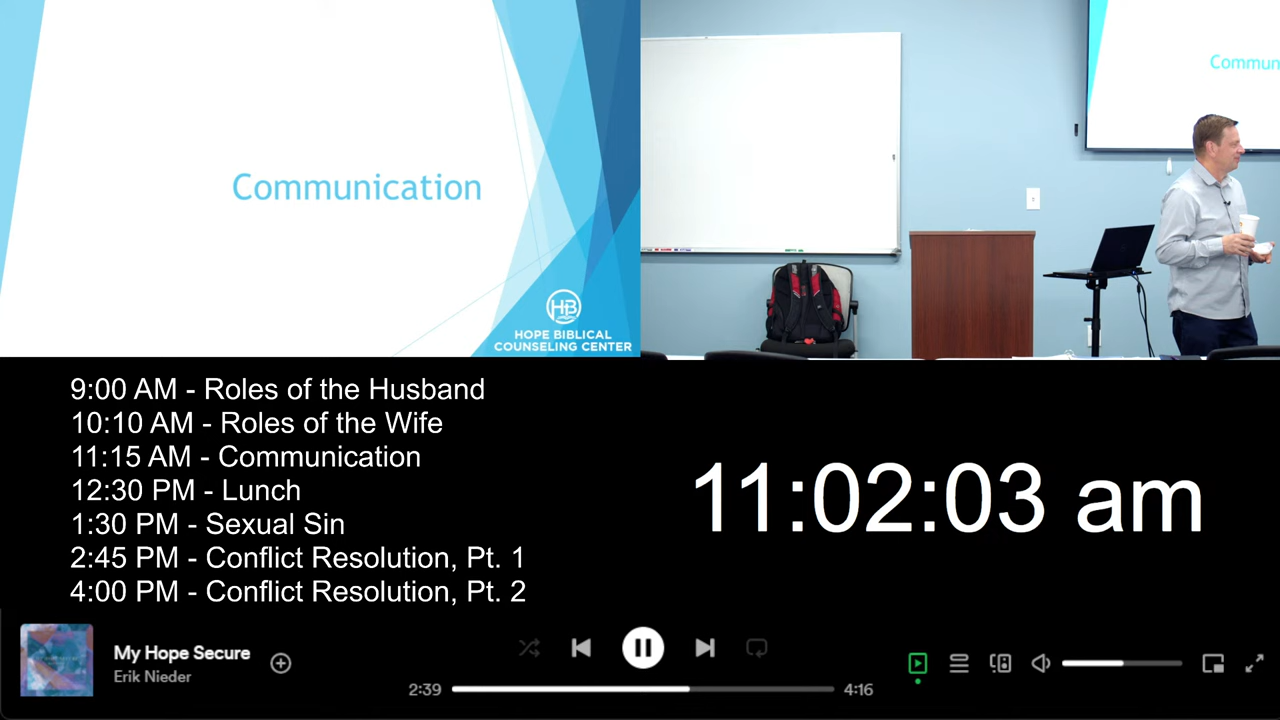 Communication
HB
HOPE BIBLICAL
COUNSELING CENTER
Commun
9:00 AM - Roles of the Husband
10:10 AM - Roles of the Wife
11:15 AM - Communication
12:30 PM - Lunch
1:30 PM - Sexual Sin
2:45 PM - Conflict Resolution, Pt. 1
4:00 PM - Conflict Resolution, Pt. 2
11:02:03 am
My Hope Secure
Erik Nieder
2:39
4:16